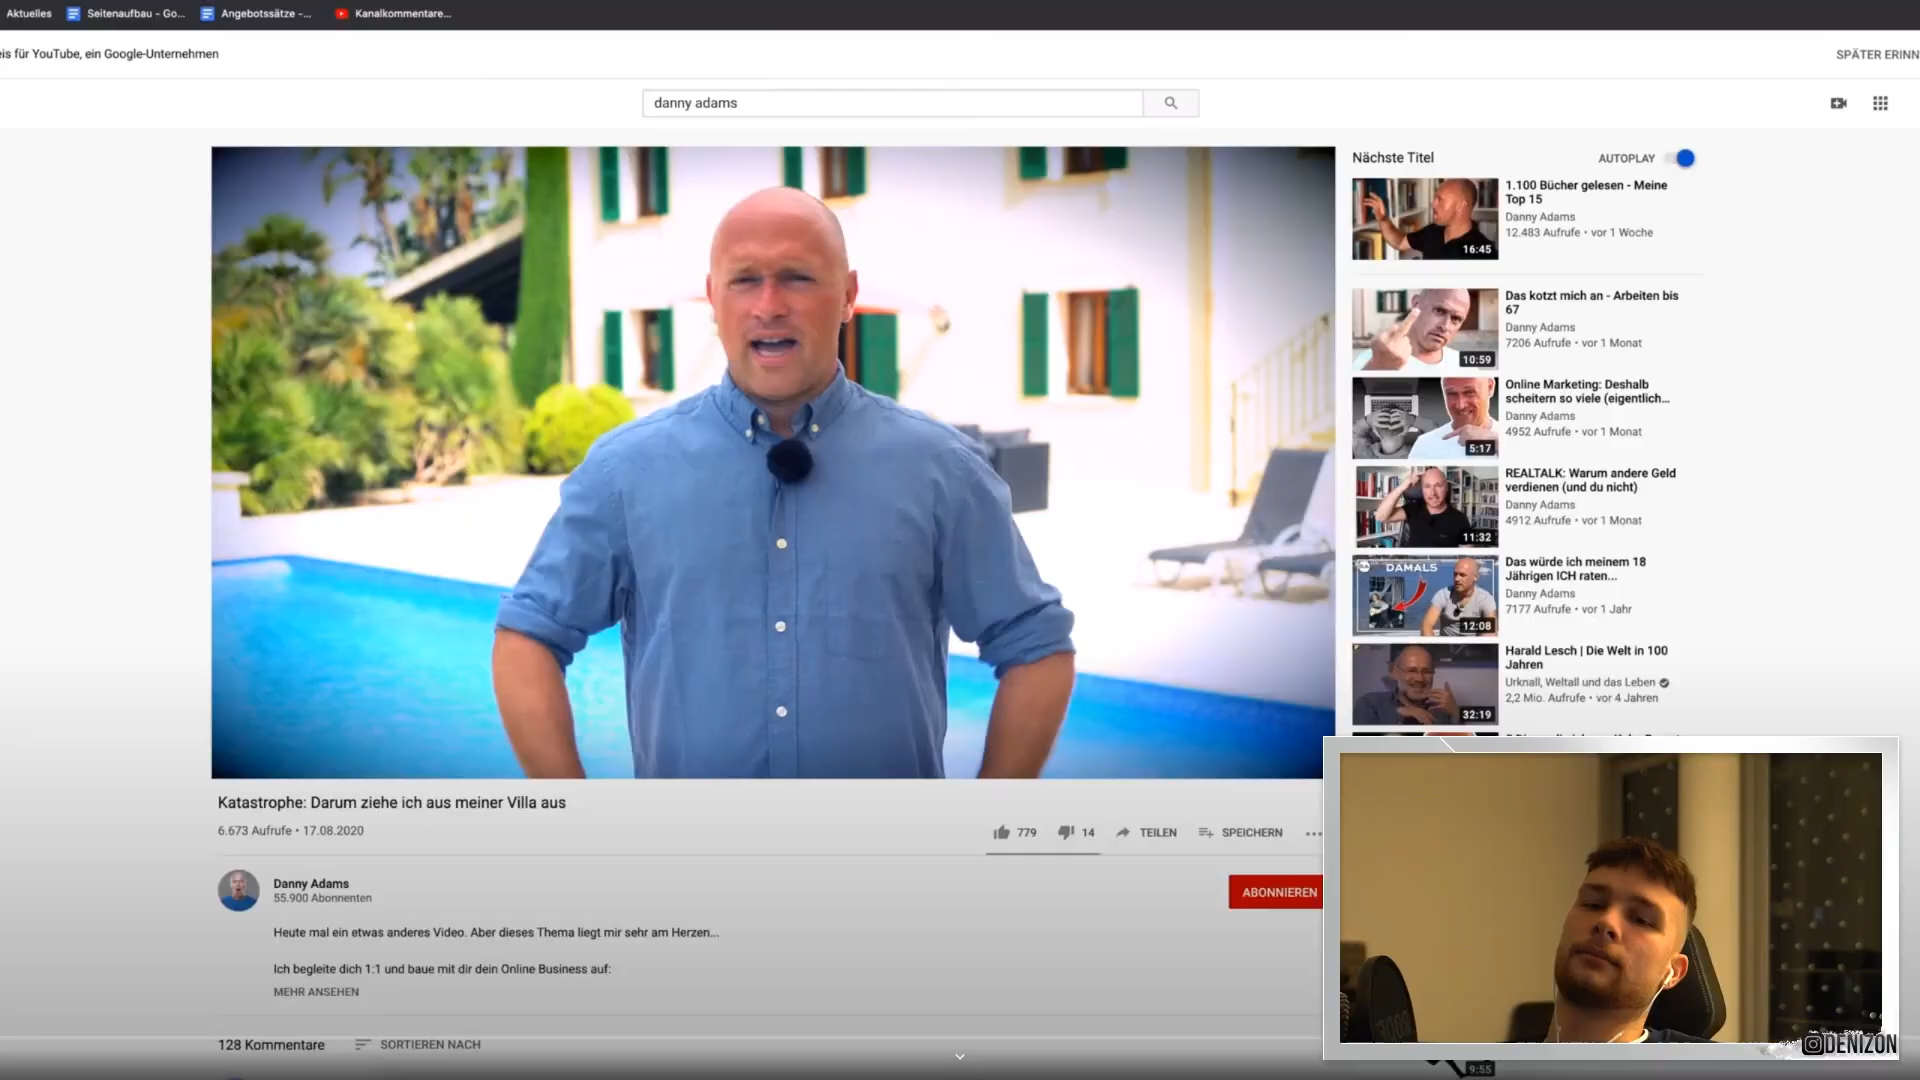 Aktuelles
Seitenaufbau - Go...
Angebotssätze -...
Kanalkommentare...
eis für YouTube, ein Google-Unternehmen
SPÄTER ERINN
danny adams
Nächste Titel
AUTOPLAY
1.100 Bücher gelesen - Meine
Top 15
Danny Adams
12.483 Aufrufe • vor 1 Woche
16:45
Das kotzt mich an - Arbeiten bis
67
Danny Adams
7206 Aufrufe • vor 1 Monat
10:59
Online Marketing: Deshalb
scheitern so viele (eigentlich...
Danny Adams
4952 Aufrufe • vor 1 Monat
5:17
REALTALK: Warum andere Geld
verdienen (und du nicht)
Danny Adams
4912 Aufrufe • vor 1 Monat
11:32
DAMALS
Das würde ich meinem 18
Jährigen ICH raten...
Danny Adams
7177 Aufrufe • vor 1 Jahr
12:08
Harald Lesch | Die Welt in 100
Jahren
Urknall, Weltall und das Leben
2,2 Mio. Aufrufe • vor 4 Jahren
32:19
Katastrophe: Darum ziehe ich aus meiner Villa aus
6.673 Aufrufe • 17.08.2020
779
14
TEILEN
SPEICHERN
Danny Adams
55.900 Abonnenten
ABONNIEREN
Heute mal ein etwas anderes Video. Aber dieses Thema liegt mir sehr am Herzen...
Ich begleite dich 1:1 und baue mit dir dein Online Business auf:
MEHR ANSEHEN
128 Kommentare
SORTIEREN NACH
RODE
DENIZON
9:55